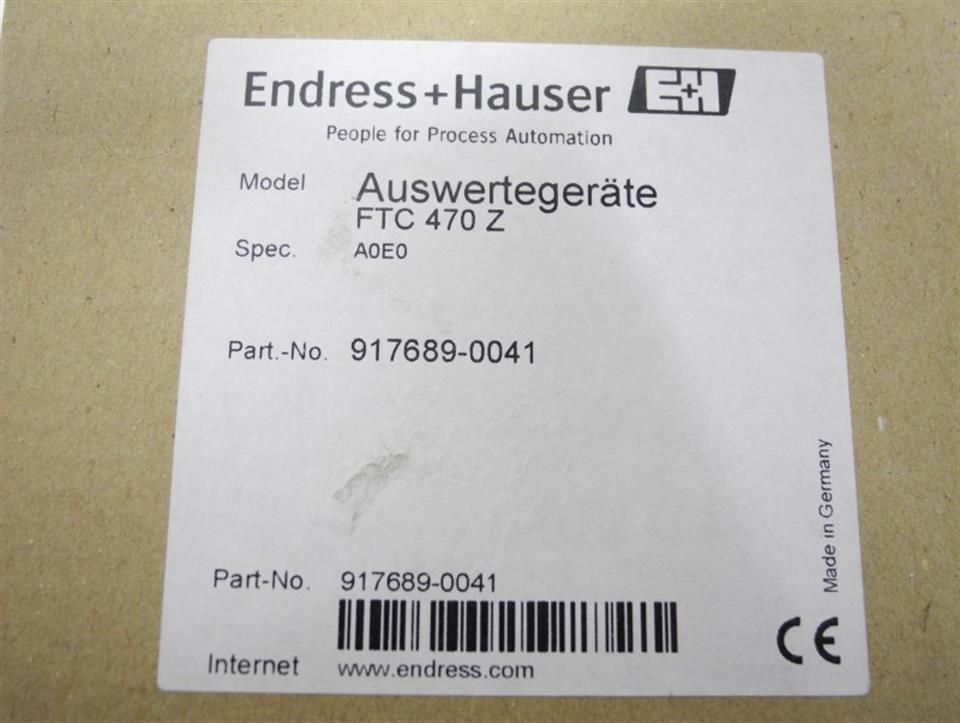 Endress+Hauser E+H
People for Process Automation
Model Auswertegeräte
FTC 470 Z
Spec. A0E0
Part.-No. 917689-0041
Made in Germany
Part-No. 917689-0041
CE
Internet www.endress.com